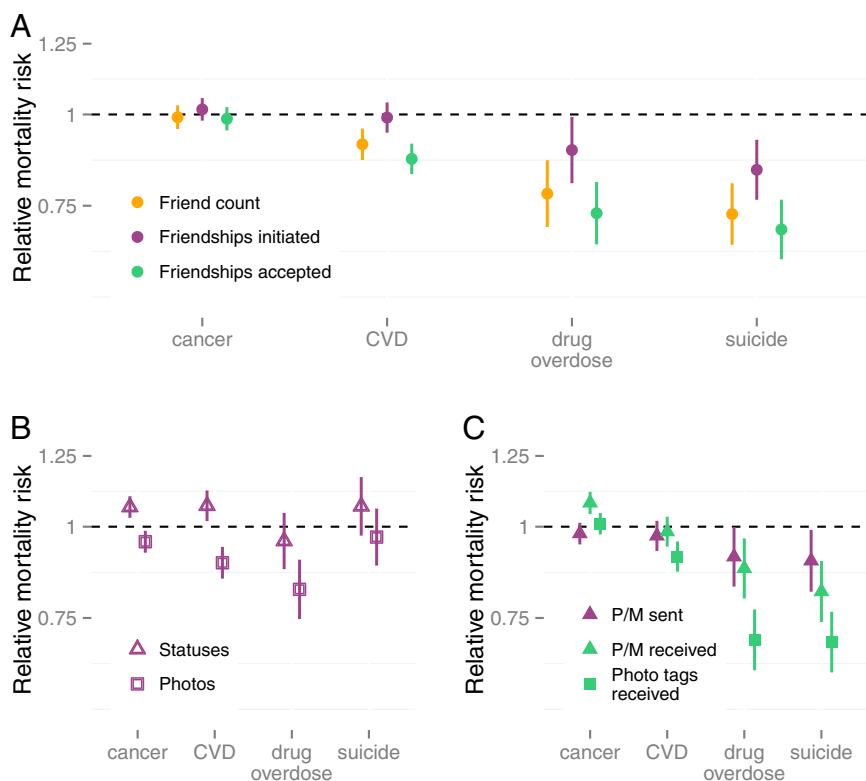 A
Relative mortality risk
1.25
1
0.75
Friend count
Friendships initiated
Friendships accepted
cancer
CVD
drug
overdose
suicide
B
Relative mortality risk
1.25
1
0.75
Statuses
Photos
cancer
CVD
drug
overdose
suicide
C
Relative mortality risk
1.25
1
0.75
P/M sent
P/M received
Photo tags
received
cancer
CVD
drug
overdose
suicide